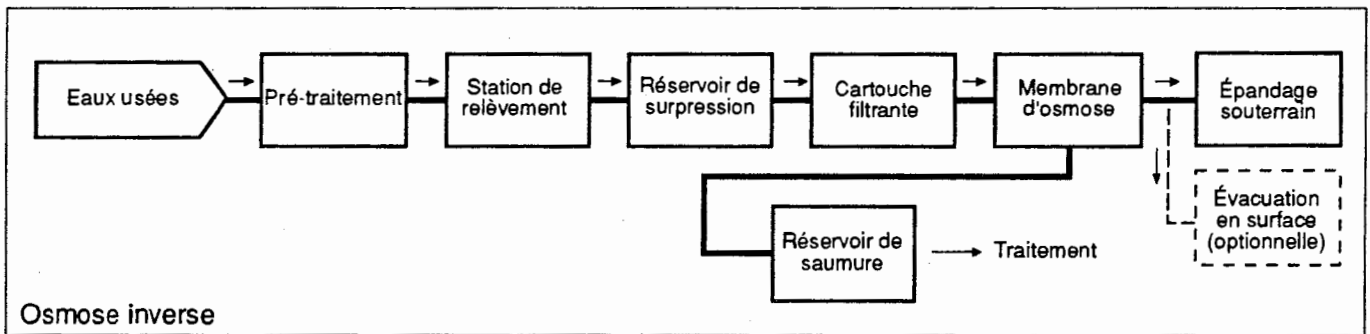 Eaux usées
Pré-traitement
Station de
relèvement
Réservoir de
surpression
Cartouche
filtrante
Membrane
d'osmose
Épandage
souterrain
Évacuation
en surface
(optionnelle)
Réservoir de
saumure
Traitement
Osmose inverse